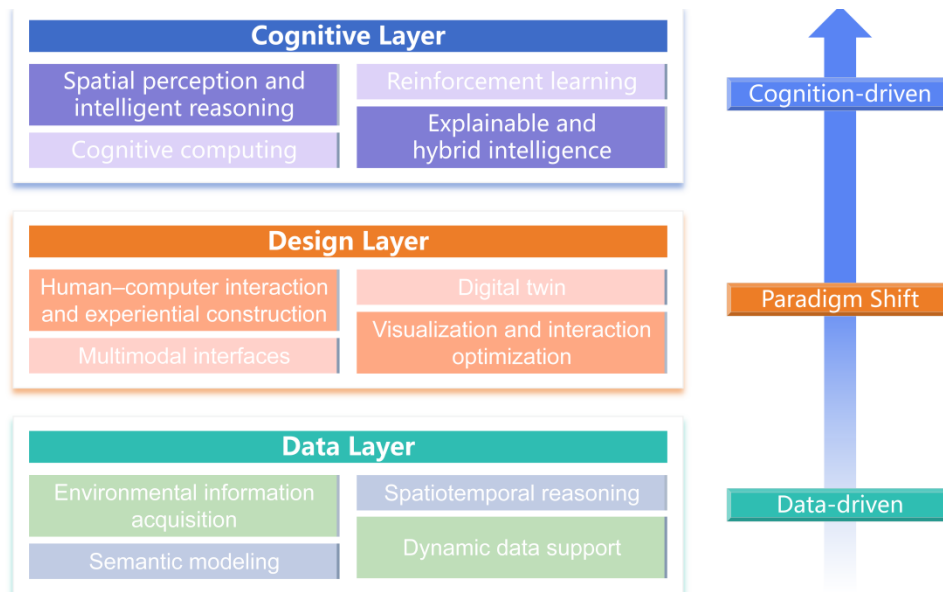 Cognitive Layer
Spatial perception and
intelligent reasoning
Cognitive computing
Reinforcement learning
Explainable and
hybrid intelligence
Cognition-driven
Design Layer
Human–computer interaction
and experiential construction
Multimodal interfaces
Digital twin
Visualization and interaction
optimization
Paradigm Shift
Data Layer
Environmental information
acquisition
Semantic modeling
Spatiotemporal reasoning
Dynamic data support
Data-driven